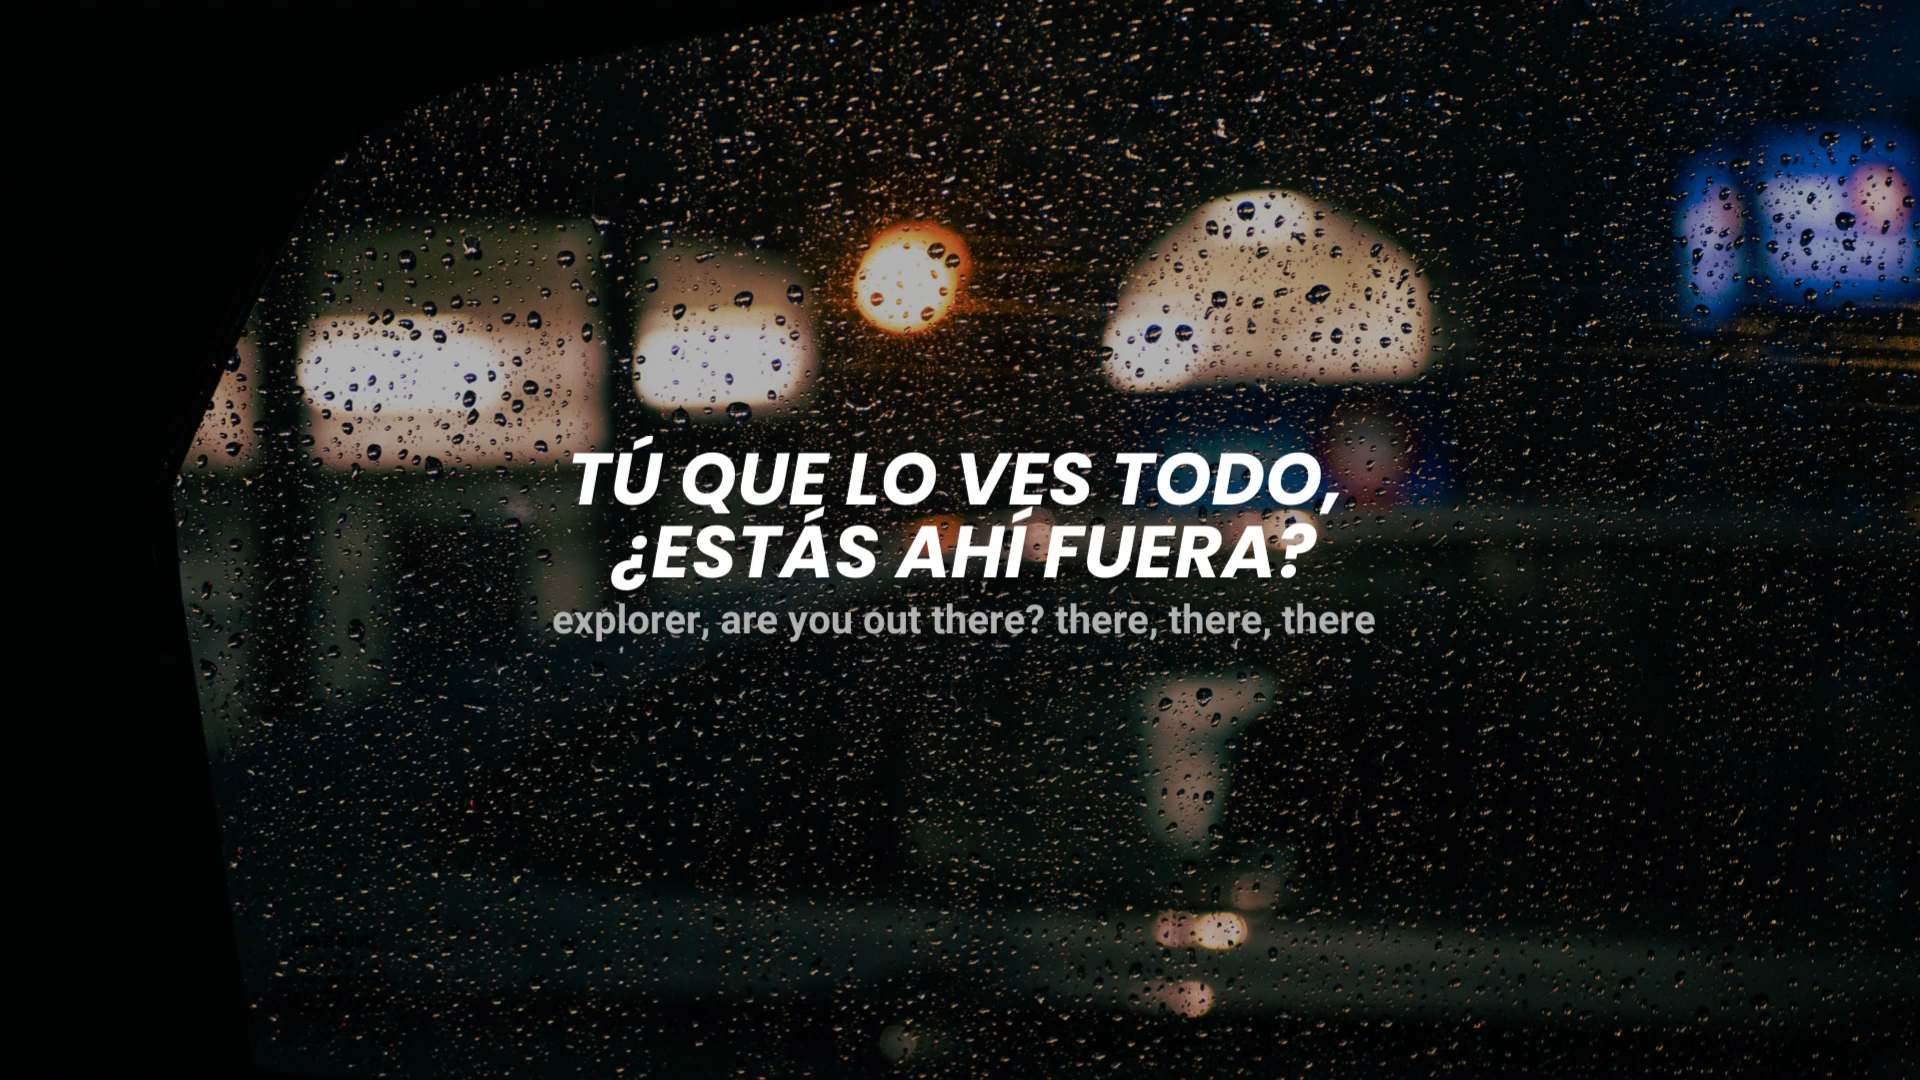 TÚ QUE LO VES TODO,
¿ESTÁS AHÍ FUERA?
explorer, are you out there? there, there, there